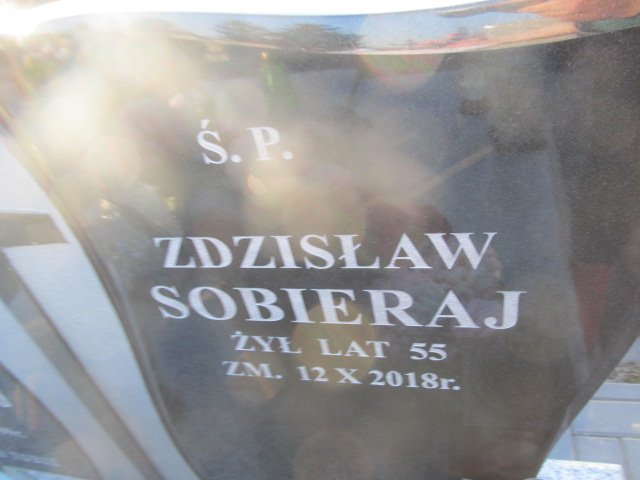 Ś. P.
ZDZISŁAW
SOBIERAJ
ŻYŁ LAT 55
ZM. 12 X 2018r.